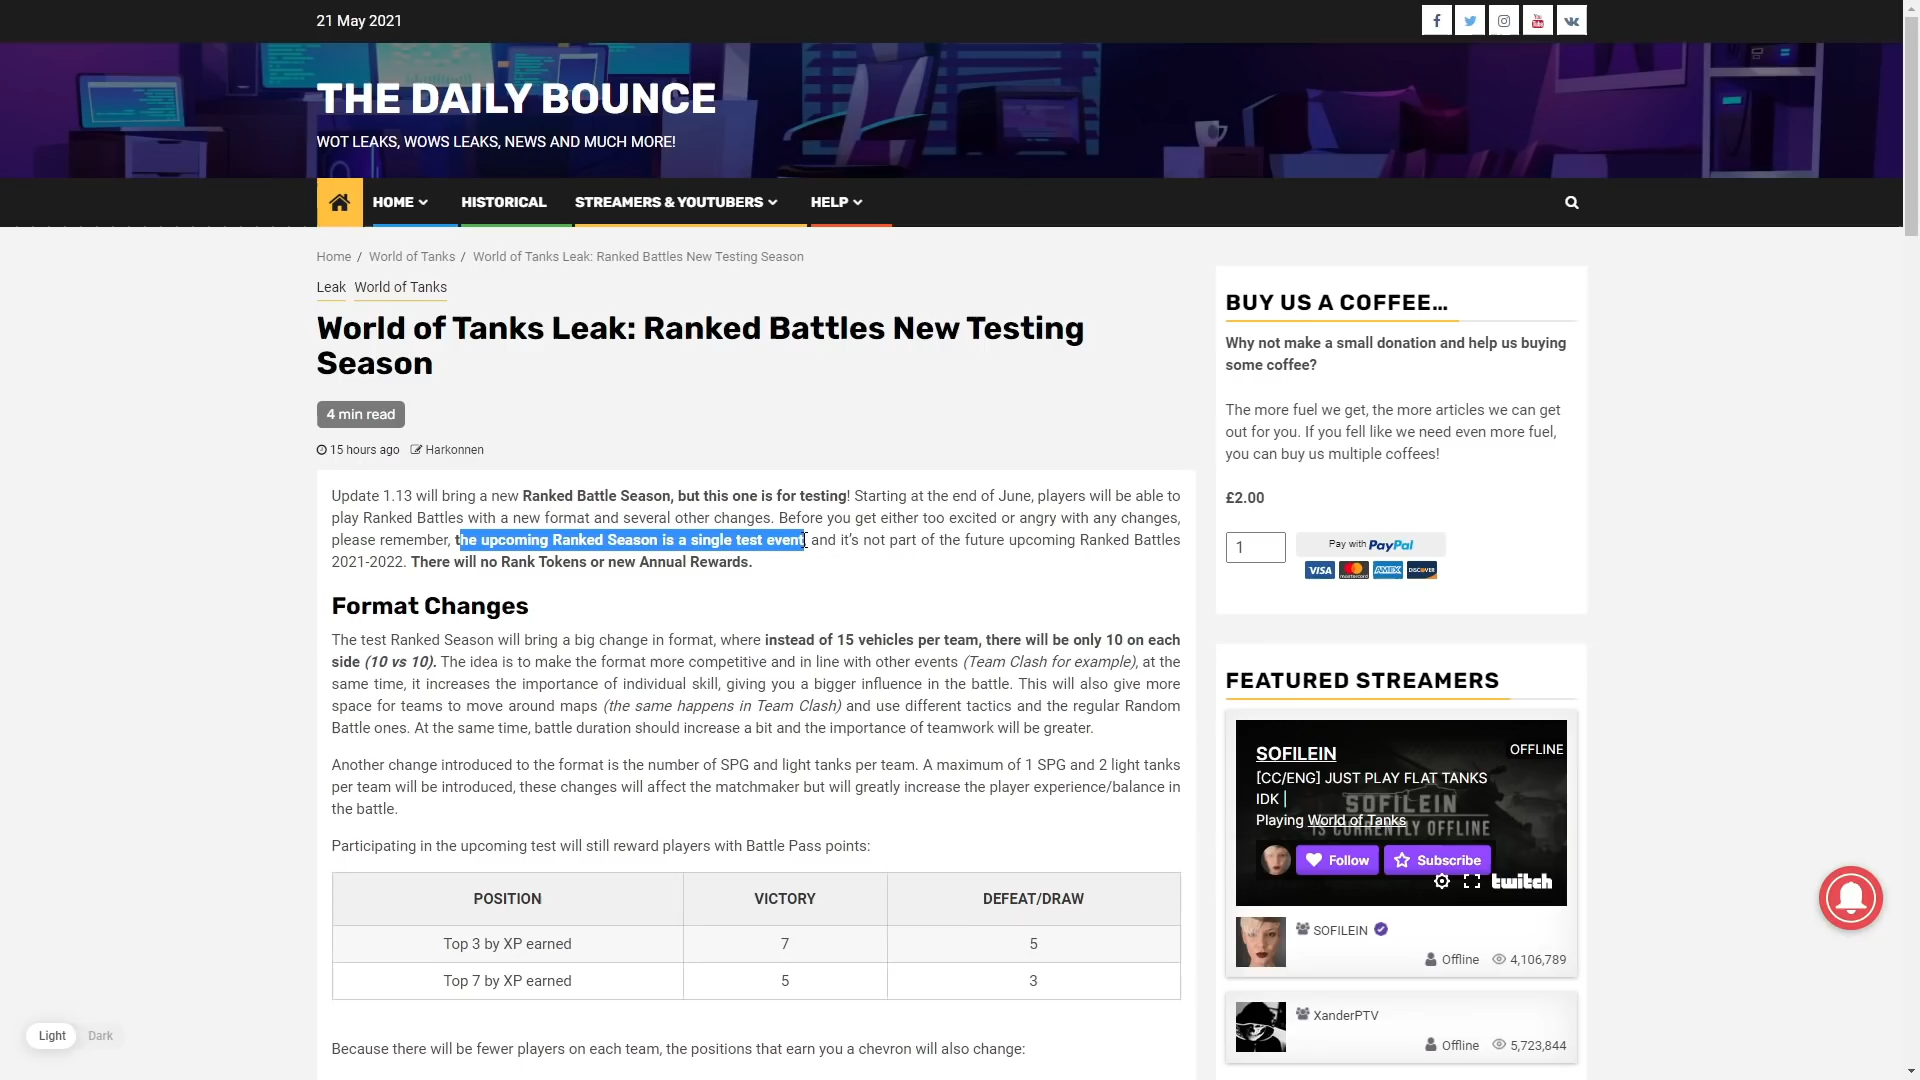 21 May 2021
THE DAILY BOUNCE
WOT LEAKS, WOWS LEAKS, NEWS AND MUCH MORE!
HOME
HISTORICAL
STREAMERS & YOUTUBERS
HELP
Home / World of Tanks / World of Tanks Leak: Ranked Battles New Testing Season
Leak World of Tanks
World of Tanks Leak: Ranked Battles New Testing
Season
4 min read
15 hours ago Harkonnen
Update 1.13 will bring a new Ranked Battle Season, but this one is for testing! Starting at the end of June, players will be able to
play Ranked Battles with a new format and several other changes. Before you get either too excited or angry with any changes,
please remember, the upcoming Ranked Season is a single test event, and it's not part of the future upcoming Ranked Battles
2021-2022. There will no Rank Tokens or new Annual Rewards.
Format Changes
The test Ranked Season will bring a big change in format, where instead of 15 vehicles per team, there will be only 10 on each
side (10 vs 10). The idea is to make the format more competitive and in line with other events (Team Clash for example), at the
same time, it increases the importance of individual skill, giving you a bigger influence in the battle. This will also give more
space for teams to move around maps (the same happens in Team Clash) and use different tactics and the regular Random
Battle ones. At the same time, battle duration should increase a bit and the importance of teamwork will be greater.
Another change introduced to the format is the number of SPG and light tanks per team. A maximum of 1 SPG and 2 light tanks
per team will be introduced, these changes will affect the matchmaker but will greatly increase the player experience/balance in
the battle.
Participating in the upcoming test will still reward players with Battle Pass points:
POSITION VICTORY DEFEAT/DRAW
Top 3 by XP earned 7 5
Top 7 by XP earned 5 3
Because there will be fewer players on each team, the positions that earn you a chevron will also change:
BUY US A COFFEE…
Why not make a small donation and help us buying
some coffee?
The more fuel we get, the more articles we can get
out for you. If you fell like we need even more fuel,
you can buy us multiple coffees!
£2.00
1
Pay with PayPal
VISA mastercard AMEX DISCOVER
FEATURED STREAMERS
SOFILEIN OFFLINE
[CC/ENG] JUST PLAY FLAT TANKS
IDK |
SOFILEIN
Playing World of Tanks
IS CURRENTLY OFFLINE
Follow Subscribe
twitch
SOFILEIN
Offline 4,106,789
XanderPTV
Offline 5,723,844
Light Dark